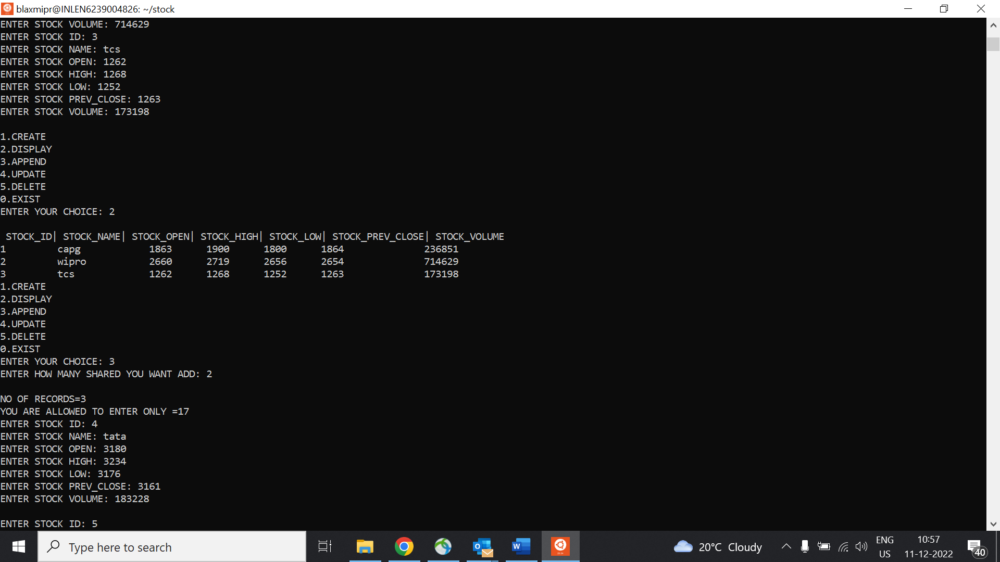 blaxmipr@INLEN6239004826: ~/stock
ENTER STOCK VOLUME: 714629
ENTER STOCK ID: 3
ENTER STOCK NAME: tcs
ENTER STOCK OPEN: 1262
ENTER STOCK HIGH: 1268
ENTER STOCK LOW: 1252
ENTER STOCK PREV_CLOSE: 1263
ENTER STOCK VOLUME: 173198
1.CREATE
2.DISPLAY
3.APPEND
4.UPDATE
5.DELETE
0.EXIST
ENTER YOUR CHOICE: 2
STOCK_ID| STOCK_NAME| STOCK_OPEN| STOCK_HIGH| STOCK_LOW| STOCK_PREV_CLOSE| STOCK_VOLUME
1 capg 1863 1900 1800 1864 236851
2 wipro 2660 2719 2656 2654 714629
3 tcs 1262 1268 1252 1263 173198
1.CREATE
2.DISPLAY
3.APPEND
4.UPDATE
5.DELETE
0.EXIST
ENTER YOUR CHOICE: 3
ENTER HOW MANY SHARED YOU WANT ADD: 2
NO OF RECORDS=3
YOU ARE ALLOWED TO ENTER ONLY =17
ENTER STOCK ID: 4
ENTER STOCK NAME: tata
ENTER STOCK OPEN: 3180
ENTER STOCK HIGH: 3234
ENTER STOCK LOW: 3176
ENTER STOCK PREV_CLOSE: 3161
ENTER STOCK VOLUME: 183228
ENTER STOCK ID: 5
Type here to search
20°C Cloudy
ENG
US
10:57
11-12-2022
40